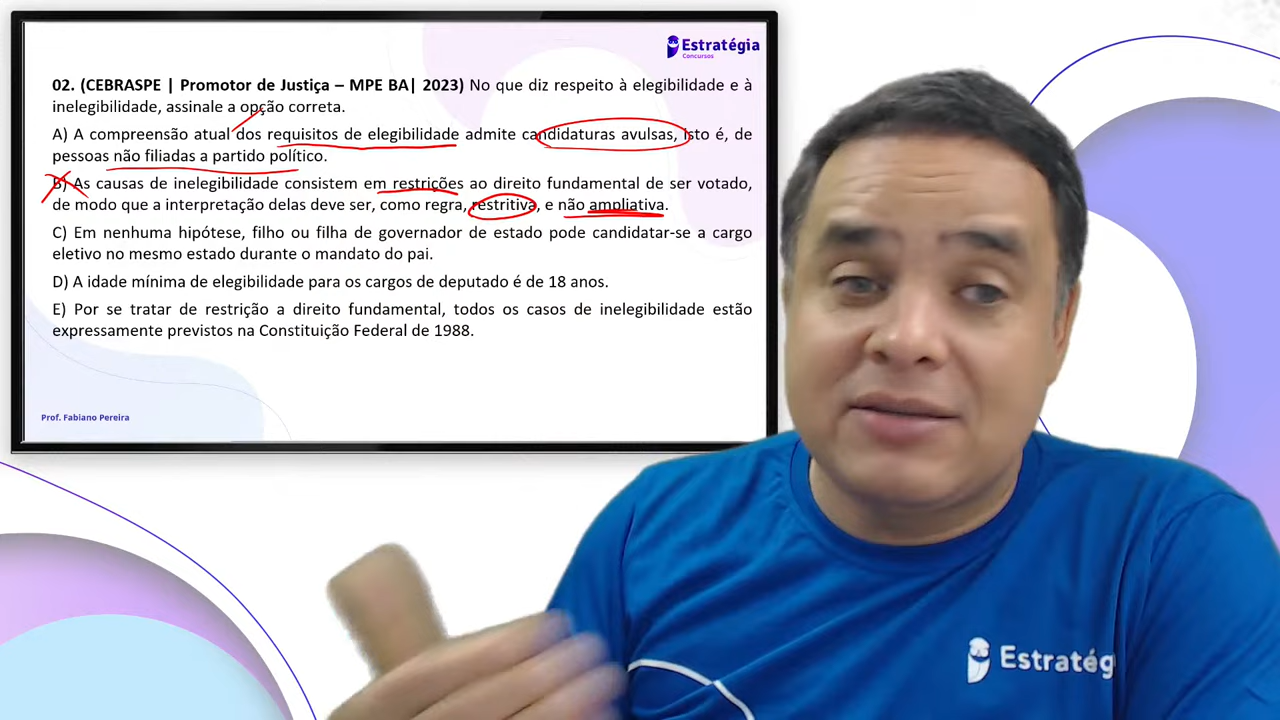 Estratégia
Concursos
02. (CEBRASPE | Promotor de Justiça – MPE BA| 2023) No que diz respeito à elegibilidade e à
inelegibilidade, assinale a opção correta.
A) A compreensão atual dos requisitos de elegibilidade admite candidaturas avulsas, isto é, de
pessoas não filiadas a partido político.
B) As causas de inelegibilidade consistem em restrições ao direito fundamental de ser votado,
de modo que a interpretação delas deve ser, como regra, restritiva, e não ampliativa.
C) Em nenhuma hipótese, filho ou filha de governador de estado pode candidatar-se a cargo
eletivo no mesmo estado durante o mandato do pai.
D) A idade mínima de elegibilidade para os cargos de deputado é de 18 anos.
E) Por se tratar de restrição a direito fundamental, todos os casos de inelegibilidade estão
expressamente previstos na Constituição Federal de 1988.
Prof. Fabiano Pereira
Estratég